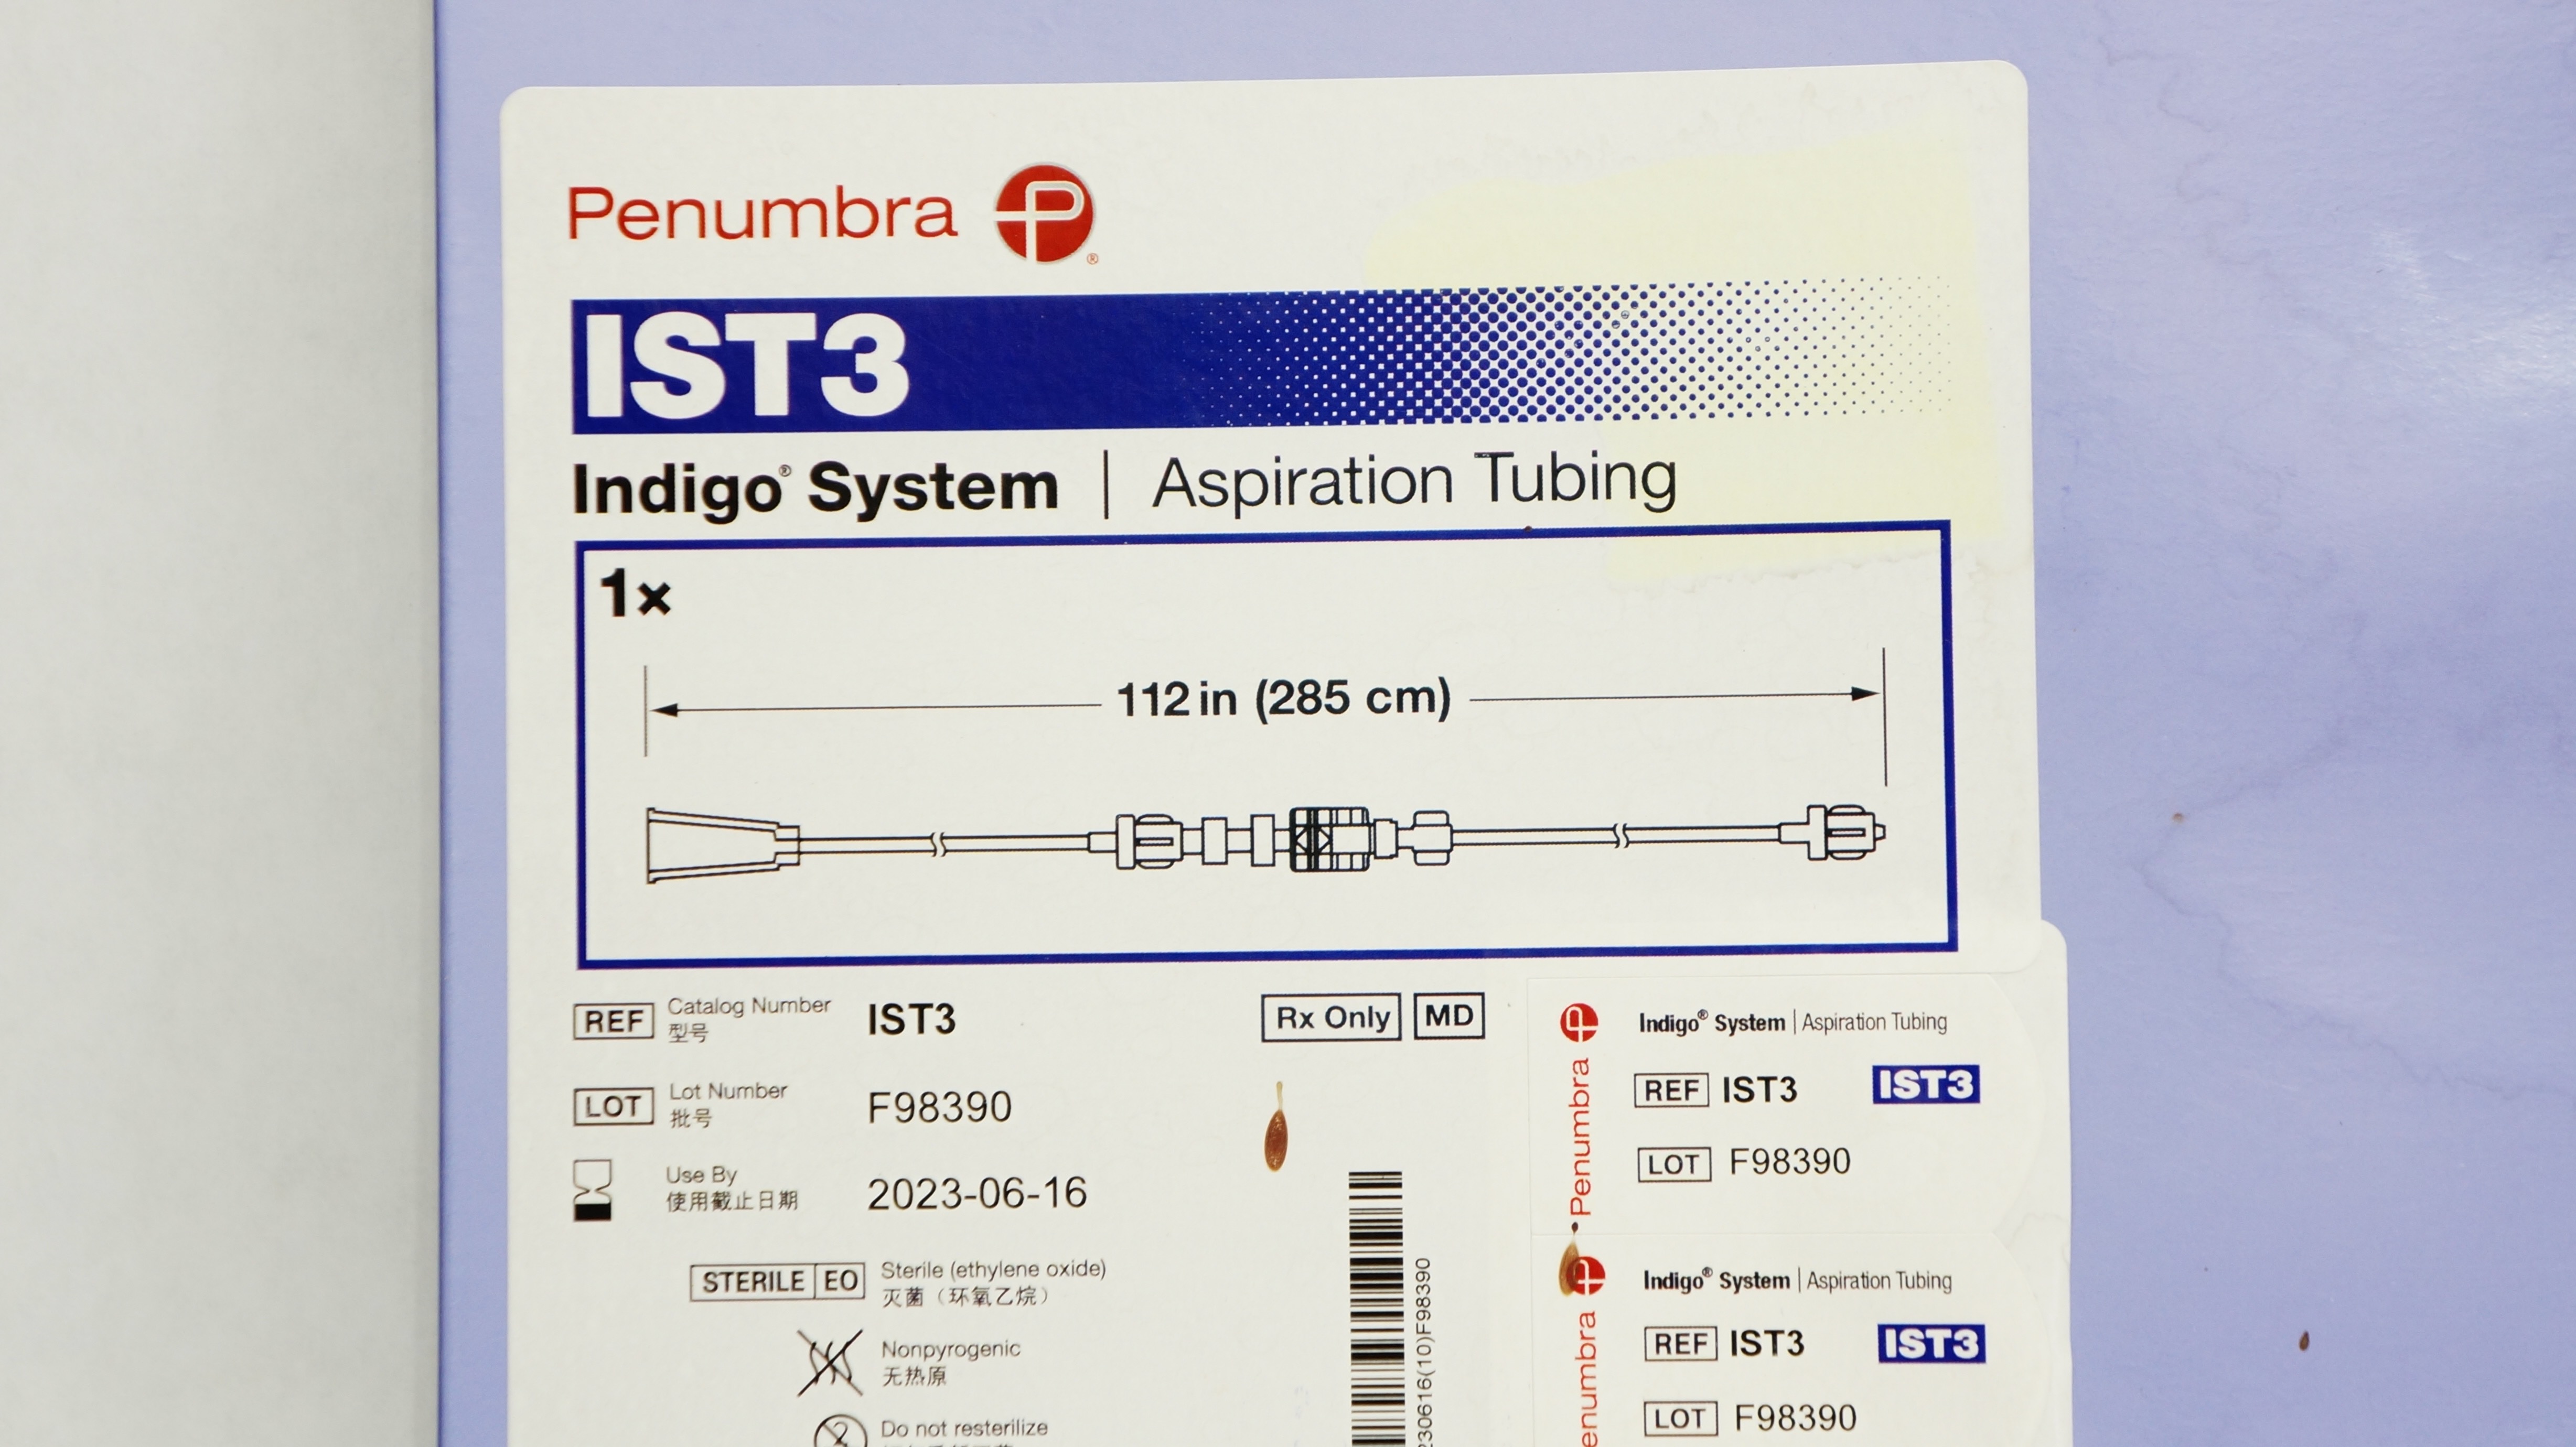 Penumbra P®
IST3
Indigo® System | Aspiration Tubing
1x
112 in (285 cm)
REF Catalog Number IST3
型号
Rx Only MD
LOT Lot Number F98390
批号
Use By 2023-06-16
使用截止日期
STERILE EO Sterile (ethylene oxide)
灭菌（环氧乙烷）
Nonpyrogenic
无热原
2 Do not resterilize
230616(10)F98390
Penumbra
Indigo® System | Aspiration Tubing
REF IST3 IST3
LOT F98390
enumbra
Indigo® System | Aspiration Tubing
REF IST3 IST3
LOT F98390